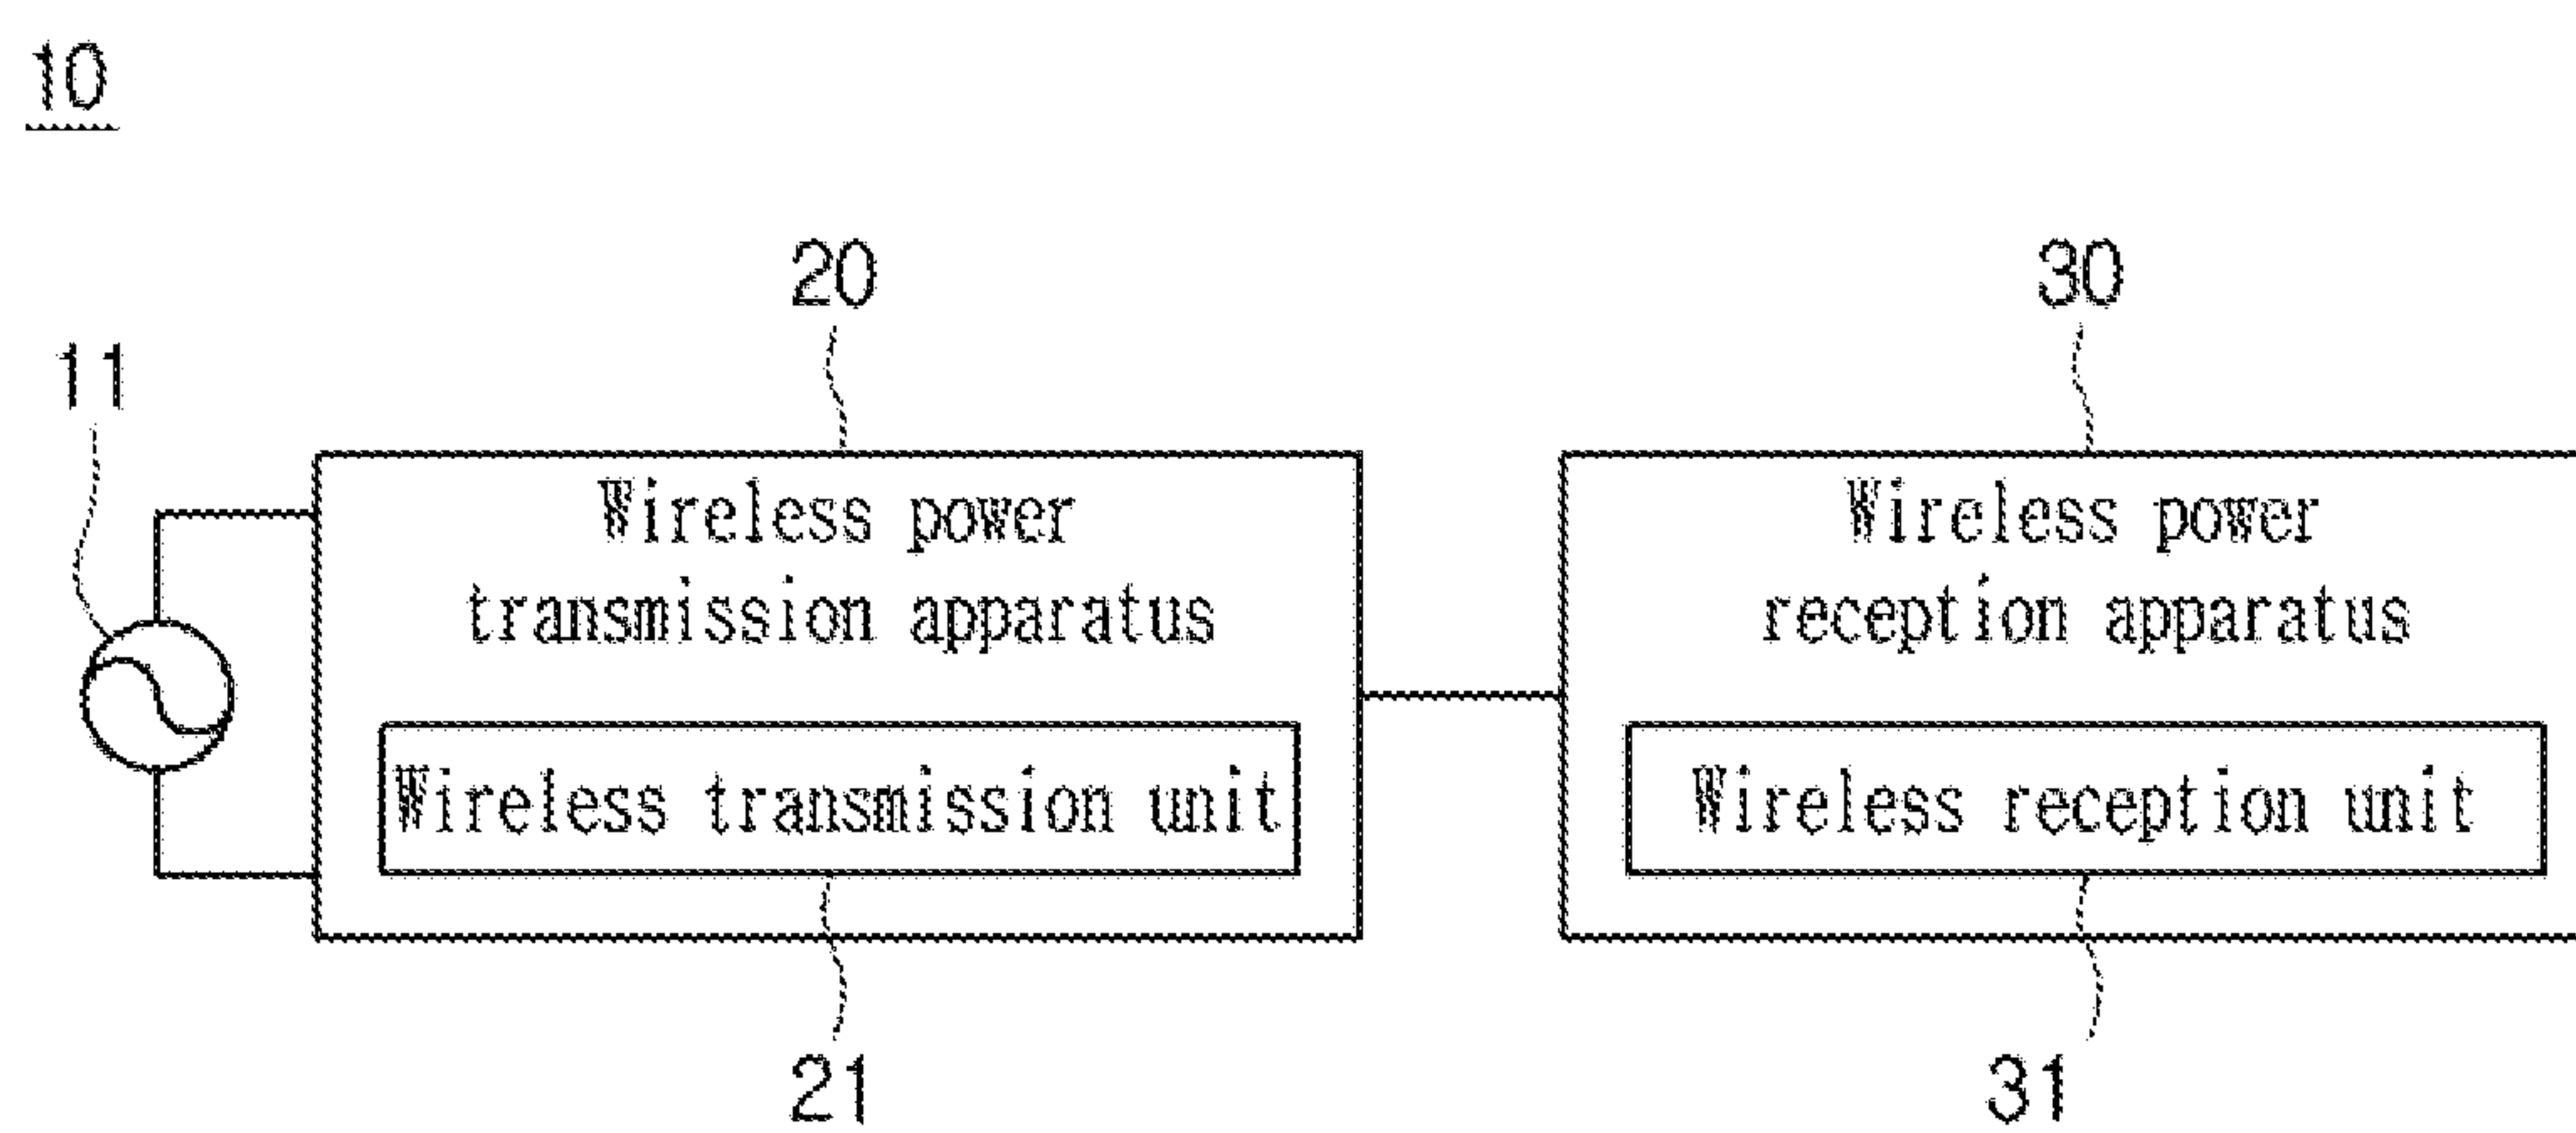 10
20
30
11
Wireless power
transmission apparatus
Wireless power
reception apparatus
Wireless transmission unit
Wireless reception unit
21
31